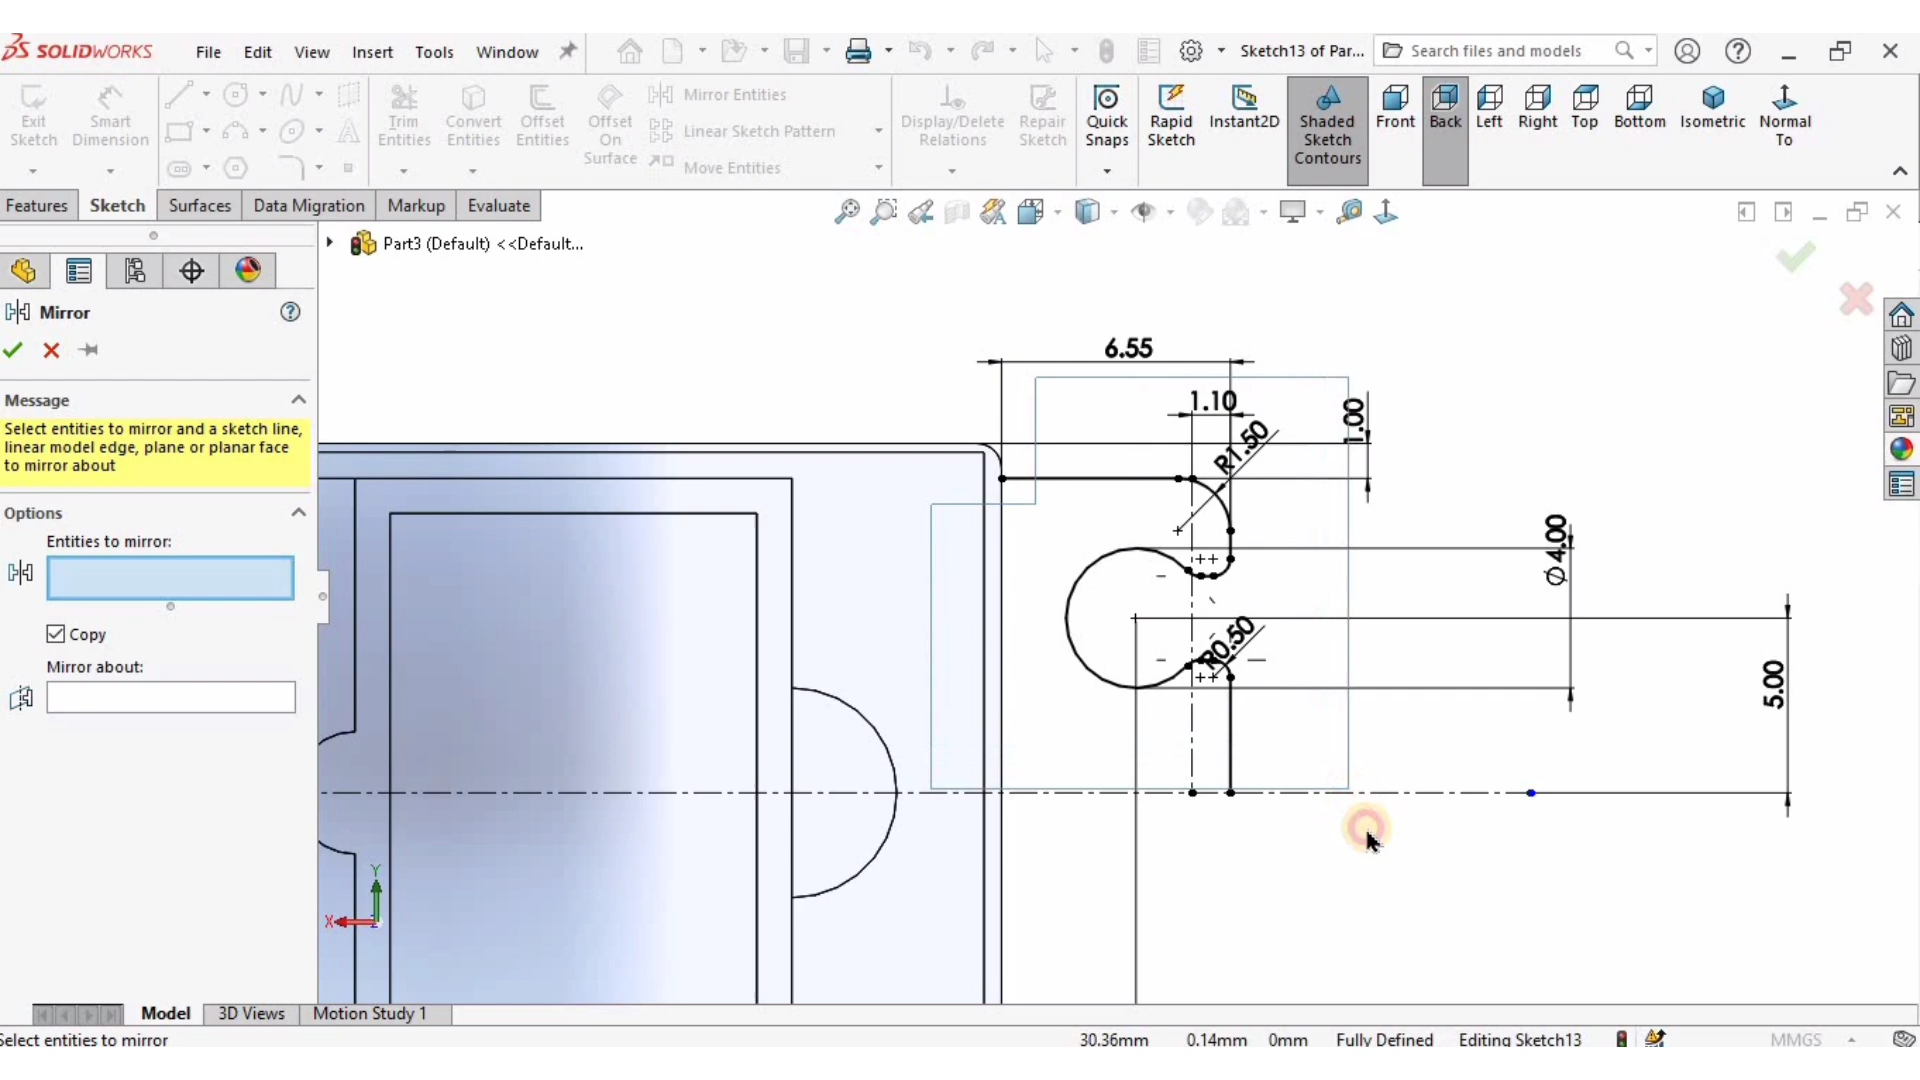 SOLIDWORKS
File Edit View Insert Tools Window
Sketch13 of Par...
Search files and models
Exit Sketch
Smart Dimension
Trim Entities
Convert Entities
Offset Entities
Offset On Surface
Mirror Entities
Linear Sketch Pattern
Move Entities
Display/Delete Relations
Repair Sketch
Quick Snaps
Rapid Sketch
Instant2D
Shaded Sketch Contours
Front
Back
Left
Right
Top
Bottom
Isometric
Normal To
Features Sketch Surfaces Data Migration Markup Evaluate
Part3 (Default) <<Default...
Mirror
Message
Select entities to mirror and a sketch line,
linear model edge, plane or planar face
to mirror about
Options
Entities to mirror:
Copy
Mirror about:
6.55
1.10
1.00
R1.50
∅4.00
R0.50
5.00
Y
X
Z
Model 3D Views Motion Study 1
Select entities to mirror
30.36mm 0.14mm 0mm Fully Defined Editing Sketch13 MMGS